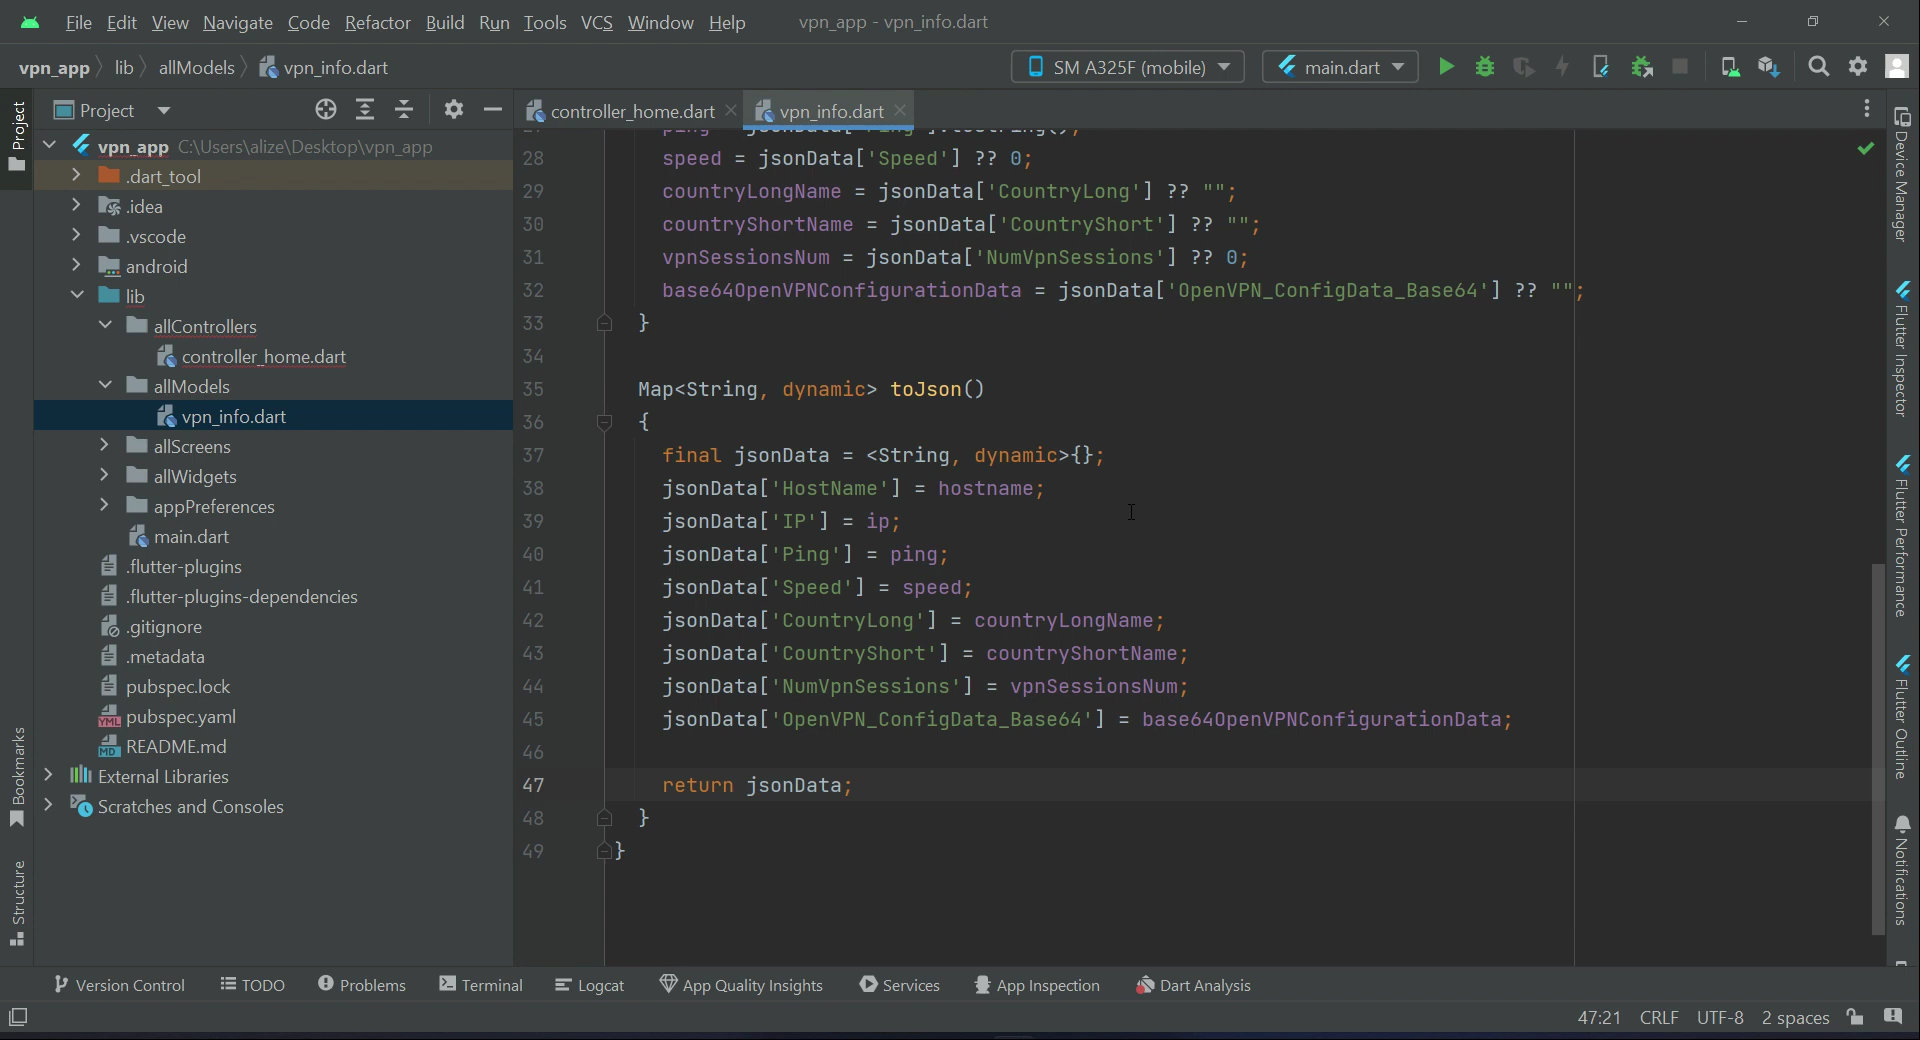 File Edit View Navigate Code Refactor Build Run Tools VCS Window Help vpn_app - vpn_info.dart
vpn_app lib allModels vpn_info.dart SM A325F (mobile) main.dart
Project
Project
controller_home.dart vpn_info.dart
vpn_app C:\Users\alize\Desktop\vpn_app
.dart_tool
.idea
.vscode
android
lib
allControllers
controller_home.dart
allModels
vpn_info.dart
allScreens
allWidgets
appPreferences
main.dart
.flutter-plugins
.flutter-plugins-dependencies
.gitignore
.metadata
pubspec.lock
pubspec.yaml
README.md
External Libraries
Scratches and Consoles
Bookmarks
Structure
28 speed = jsonData['Speed'] ?? 0;
29 countryLongName = jsonData['CountryLong'] ?? "";
30 countryShortName = jsonData['CountryShort'] ?? "";
31 vpnSessionsNum = jsonData['NumVpnSessions'] ?? 0;
32 base64OpenVPNConfigurationData = jsonData['OpenVPN_ConfigData_Base64'] ?? "";
33 }
34
35 Map<String, dynamic> toJson()
36 {
37 final jsonData = <String, dynamic>{};
38 jsonData['HostName'] = hostname;
39 jsonData['IP'] = ip;
40 jsonData['Ping'] = ping;
41 jsonData['Speed'] = speed;
42 jsonData['CountryLong'] = countryLongName;
43 jsonData['CountryShort'] = countryShortName;
44 jsonData['NumVpnSessions'] = vpnSessionsNum;
45 jsonData['OpenVPN_ConfigData_Base64'] = base64OpenVPNConfigurationData;
46
47 return jsonData;
48 }
49 }
Device Manager
Flutter Inspector
Flutter Performance
Flutter Outline
Notifications
Version Control TODO Problems Terminal Logcat App Quality Insights Services App Inspection Dart Analysis
47:21 CRLF UTF-8 2 spaces